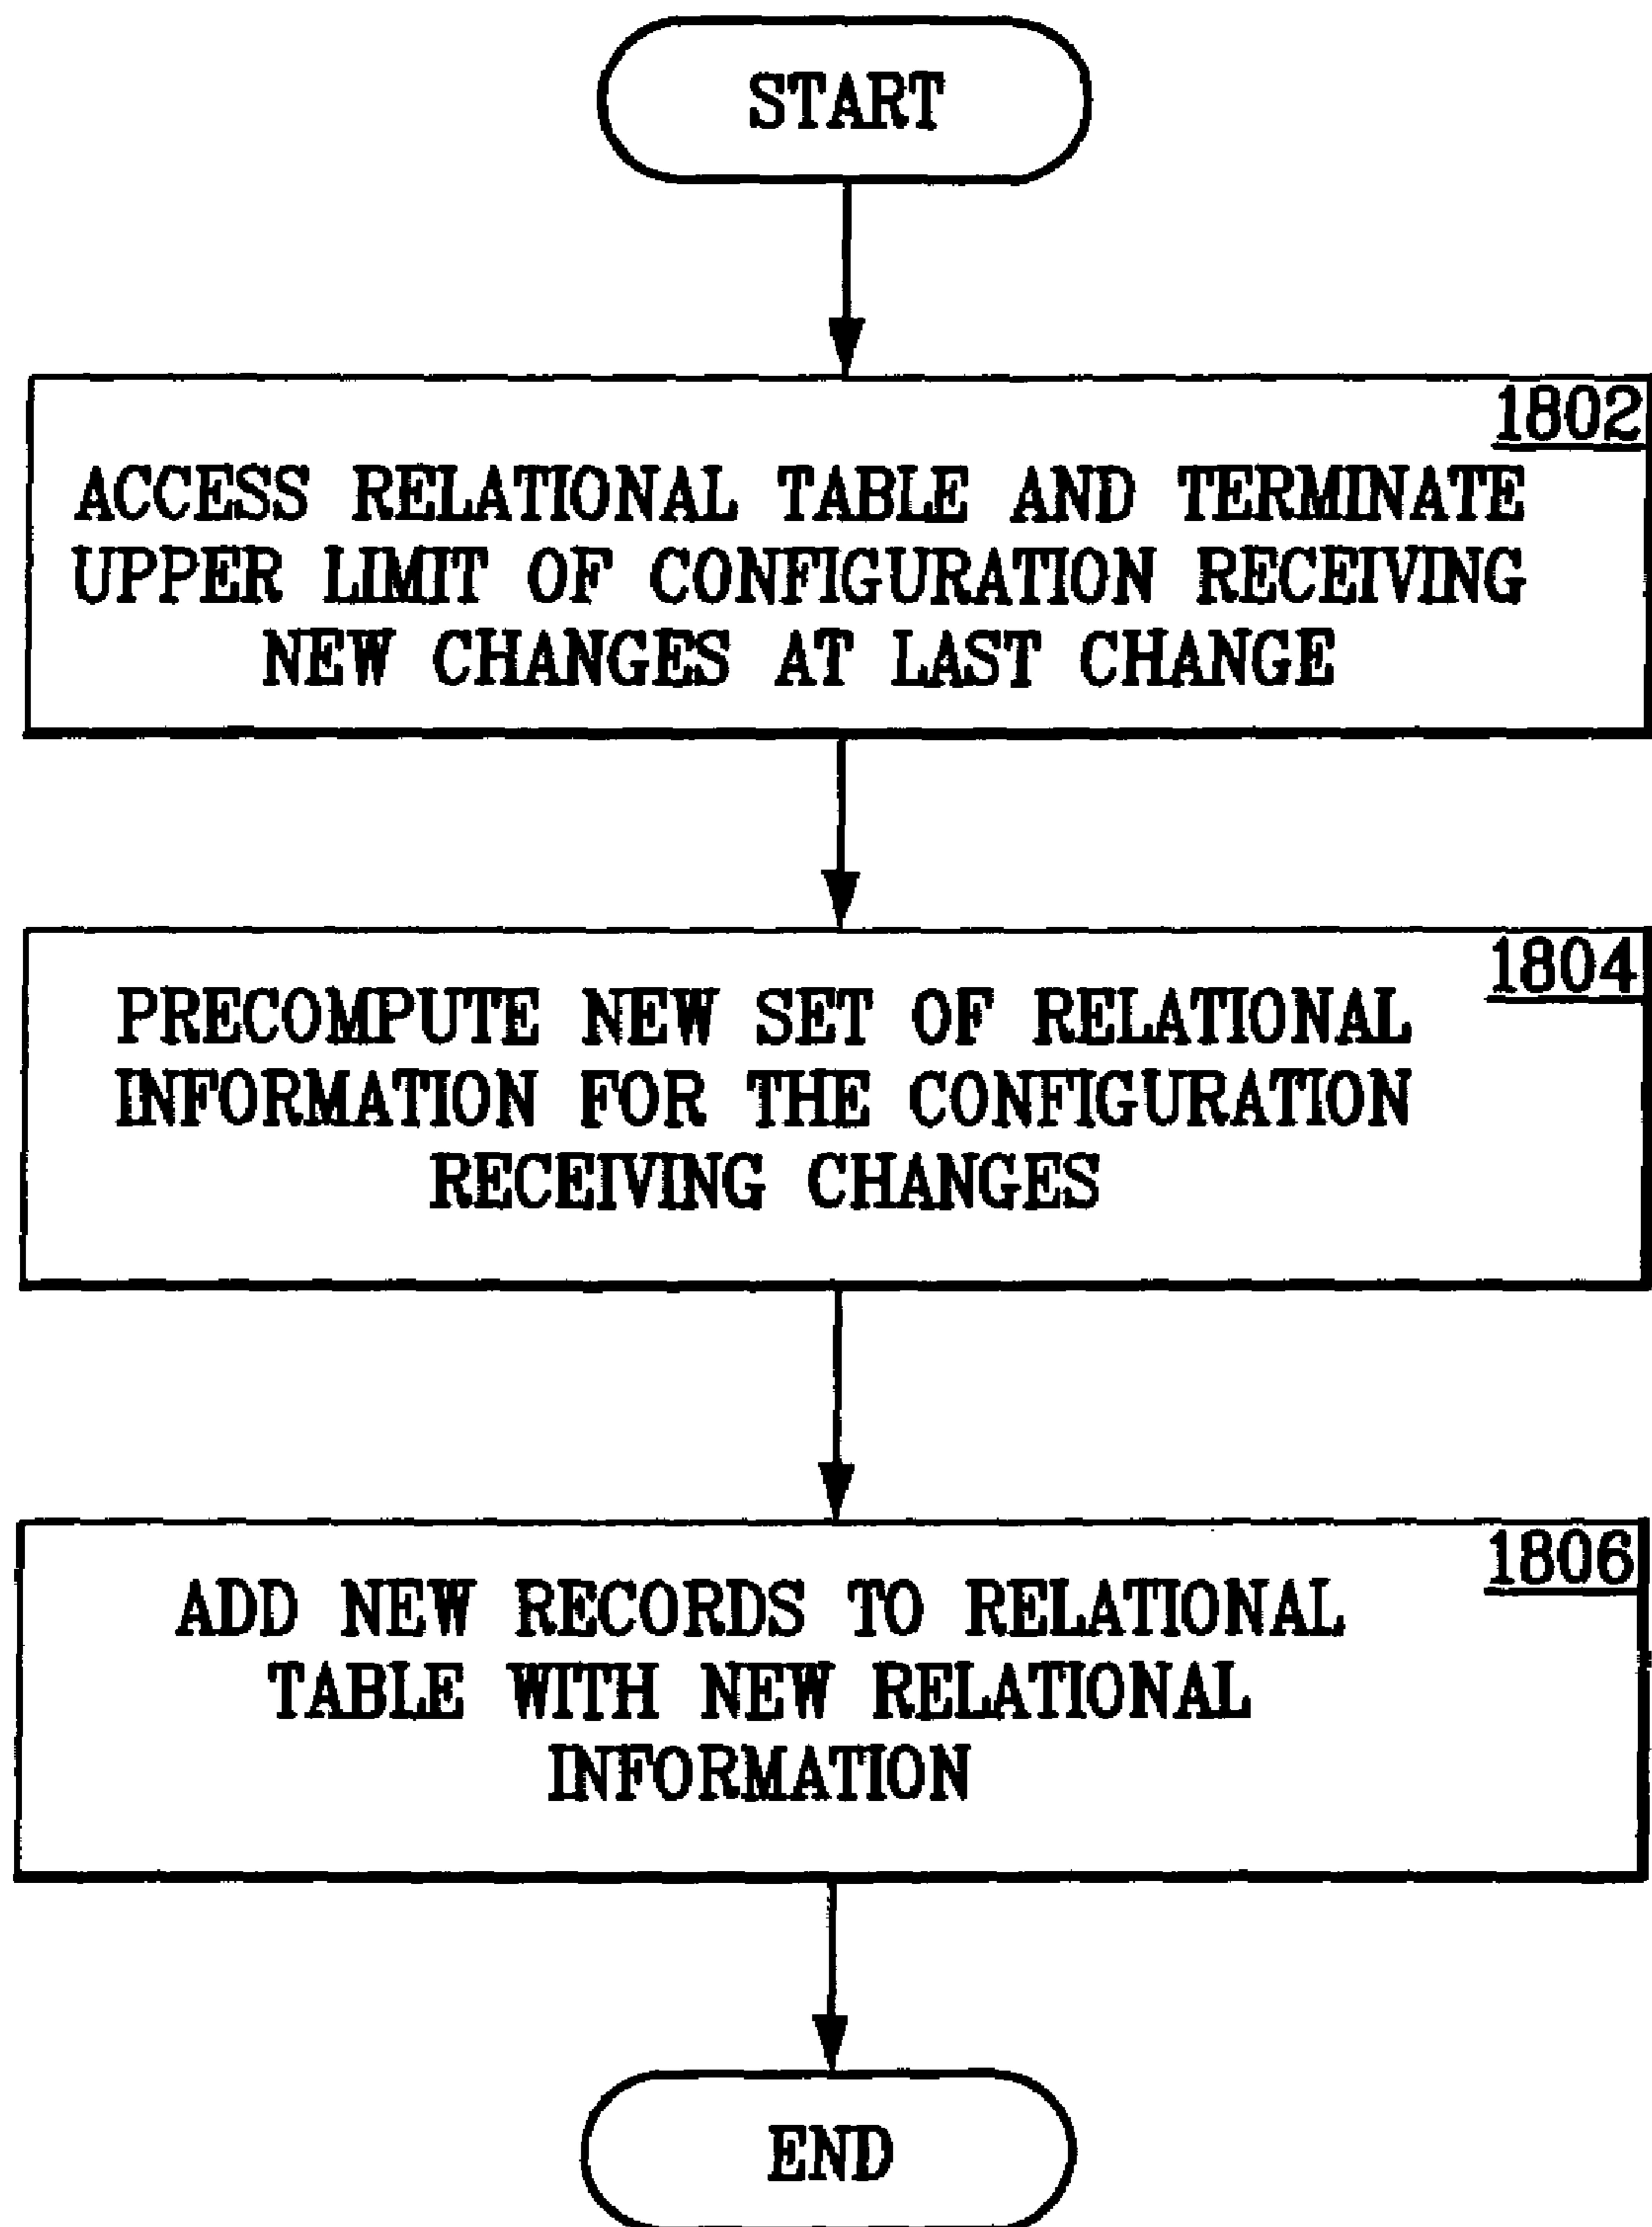 START
1802
ACCESS RELATIONAL TABLE AND TERMINATE
UPPER LIMIT OF CONFIGURATION RECEIVING
NEW CHANGES AT LAST CHANGE
1804
PRECOMPUTE NEW SET OF RELATIONAL
INFORMATION FOR THE CONFIGURATION
RECEIVING CHANGES
1806
ADD NEW RECORDS TO RELATIONAL
TABLE WITH NEW RELATIONAL
INFORMATION
END